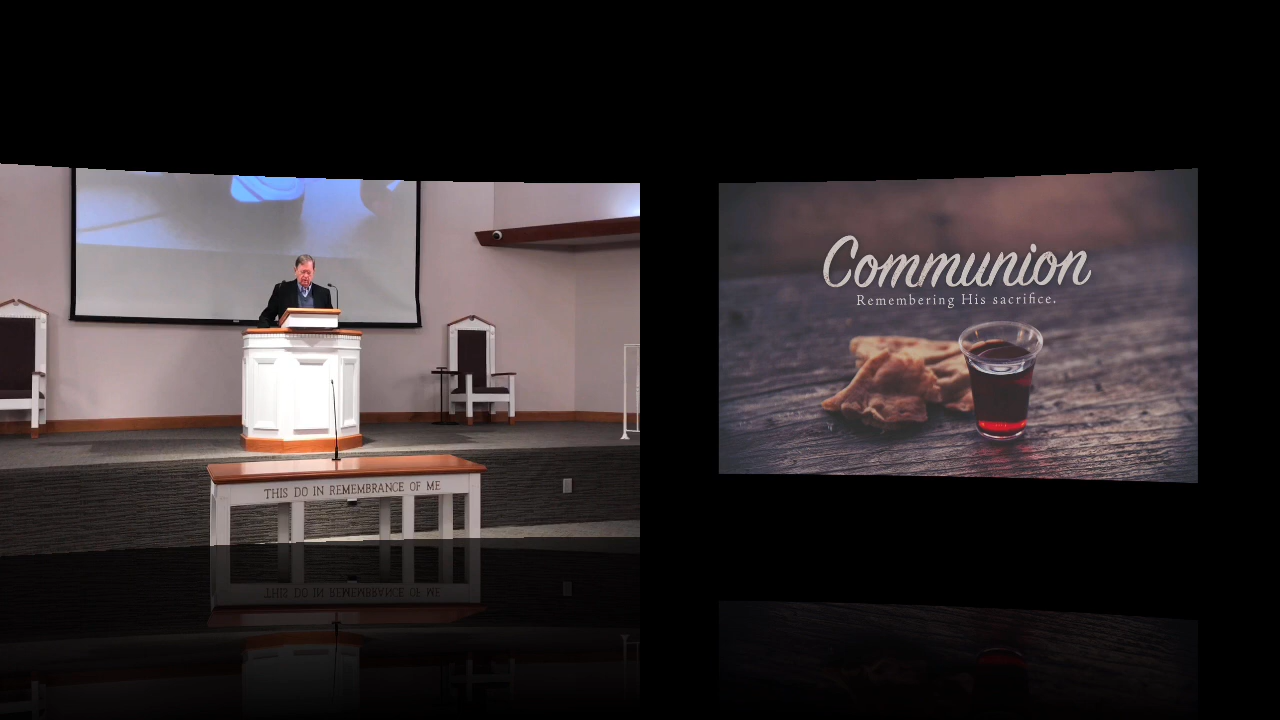 THIS DO IN REMEMBRANCE OF ME
Communion
Remembering His sacrifice.